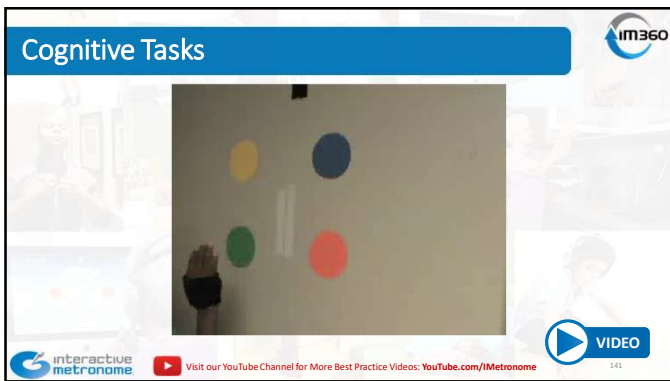 Cognitive Tasks
im360
VIDEO
interactive
metronome
Visit our YouTube Channel for More Best Practice Videos: YouTube.com/IMetronome
141